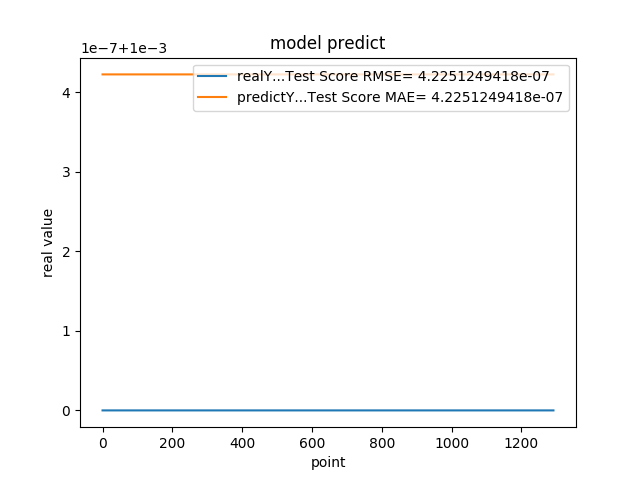 model predict
1e−7+1e−3
realY...Test Score RMSE= 4.2251249418e-07
predictY...Test Score MAE= 4.2251249418e-07
4
3
2
1
0
real value
0 200 400 600 800 1000 1200
point